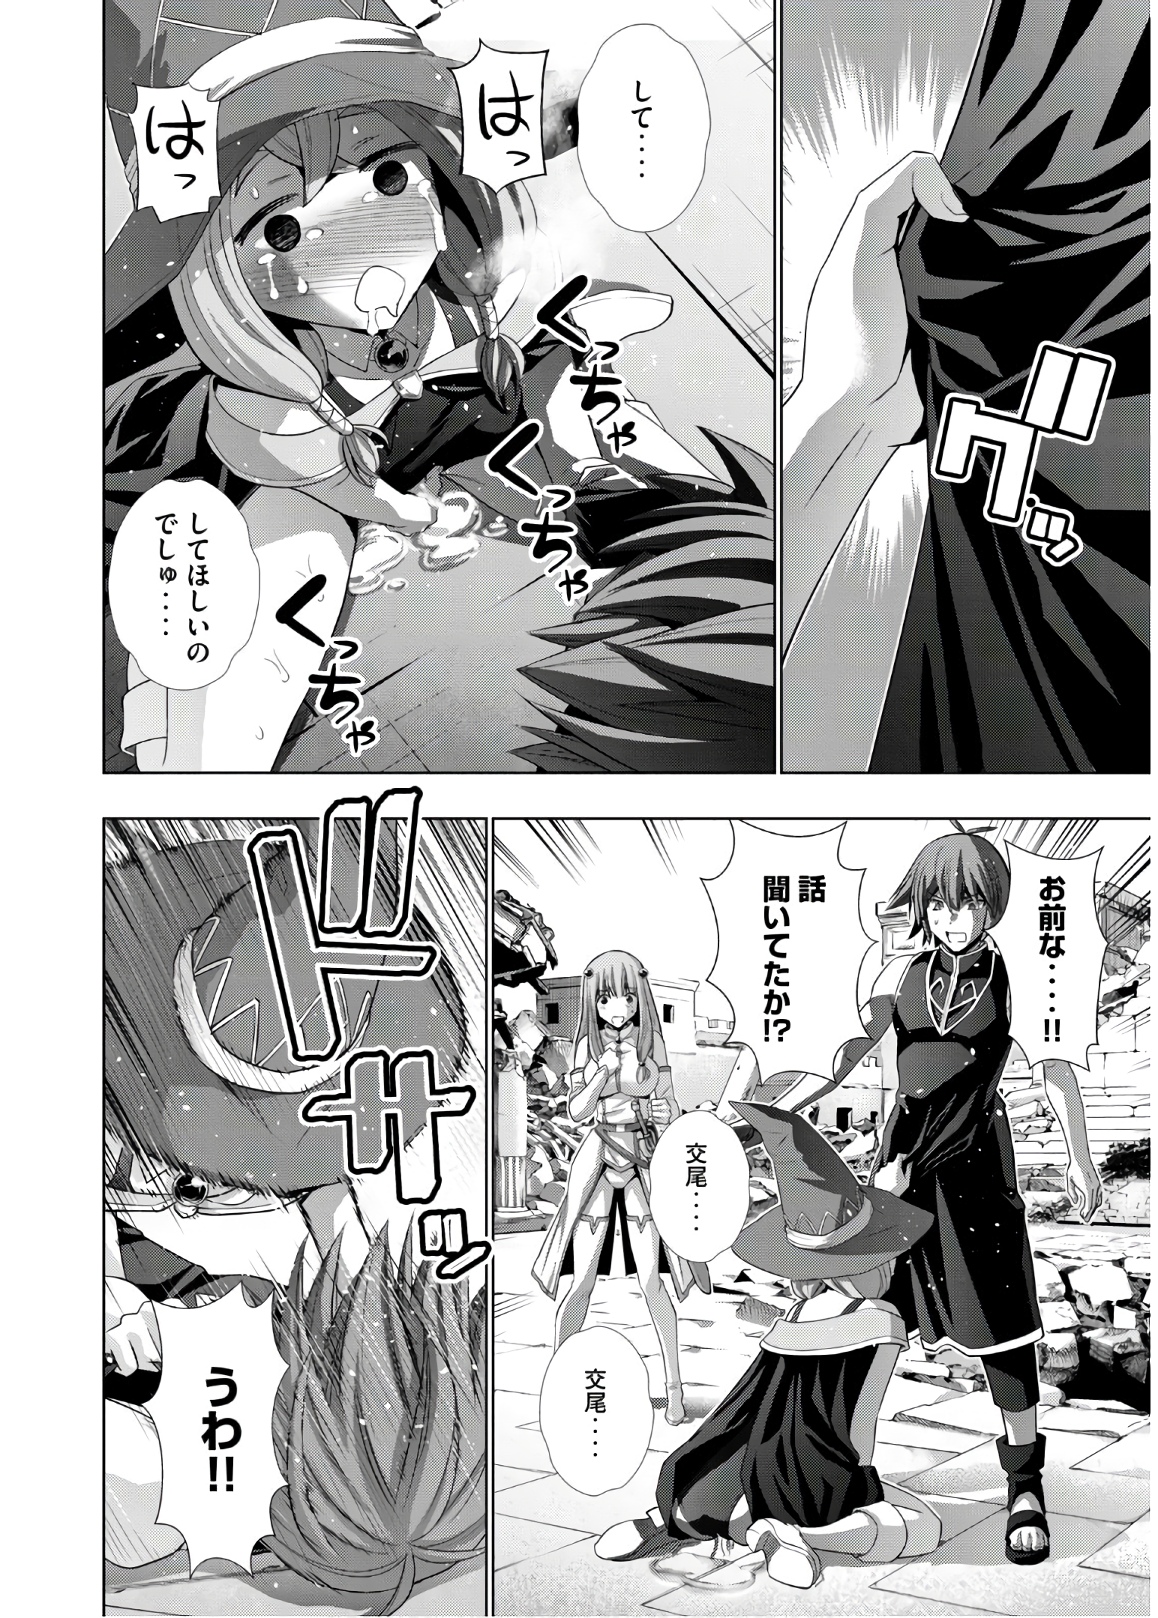 グッ
して‥‥
はっ
はっ
くっちゃ
くっちゃ
くっちゃ
してほしいの
でしゅ‥‥
お前な‥‥!!
話
聞いてたか!?
交尾‥‥
交尾‥‥
ドサッ
うわ!!